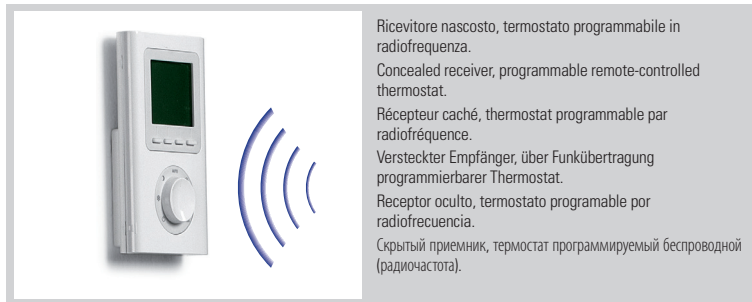 Ricevitore nascosto, termostato programmabile in
radiofrequenza.
Concealed receiver, programmable remote-controlled
thermostat.
Récepteur caché, thermostat programmable par
radiofréquence.
Versteckter Empfänger, über Funkübertragung
programmierbarer Thermostat.
Receptor oculto, termostato programable por
radiofrecuencia.
Скрытый приемник, термостат программируемый беспроводной
(радиочастота).